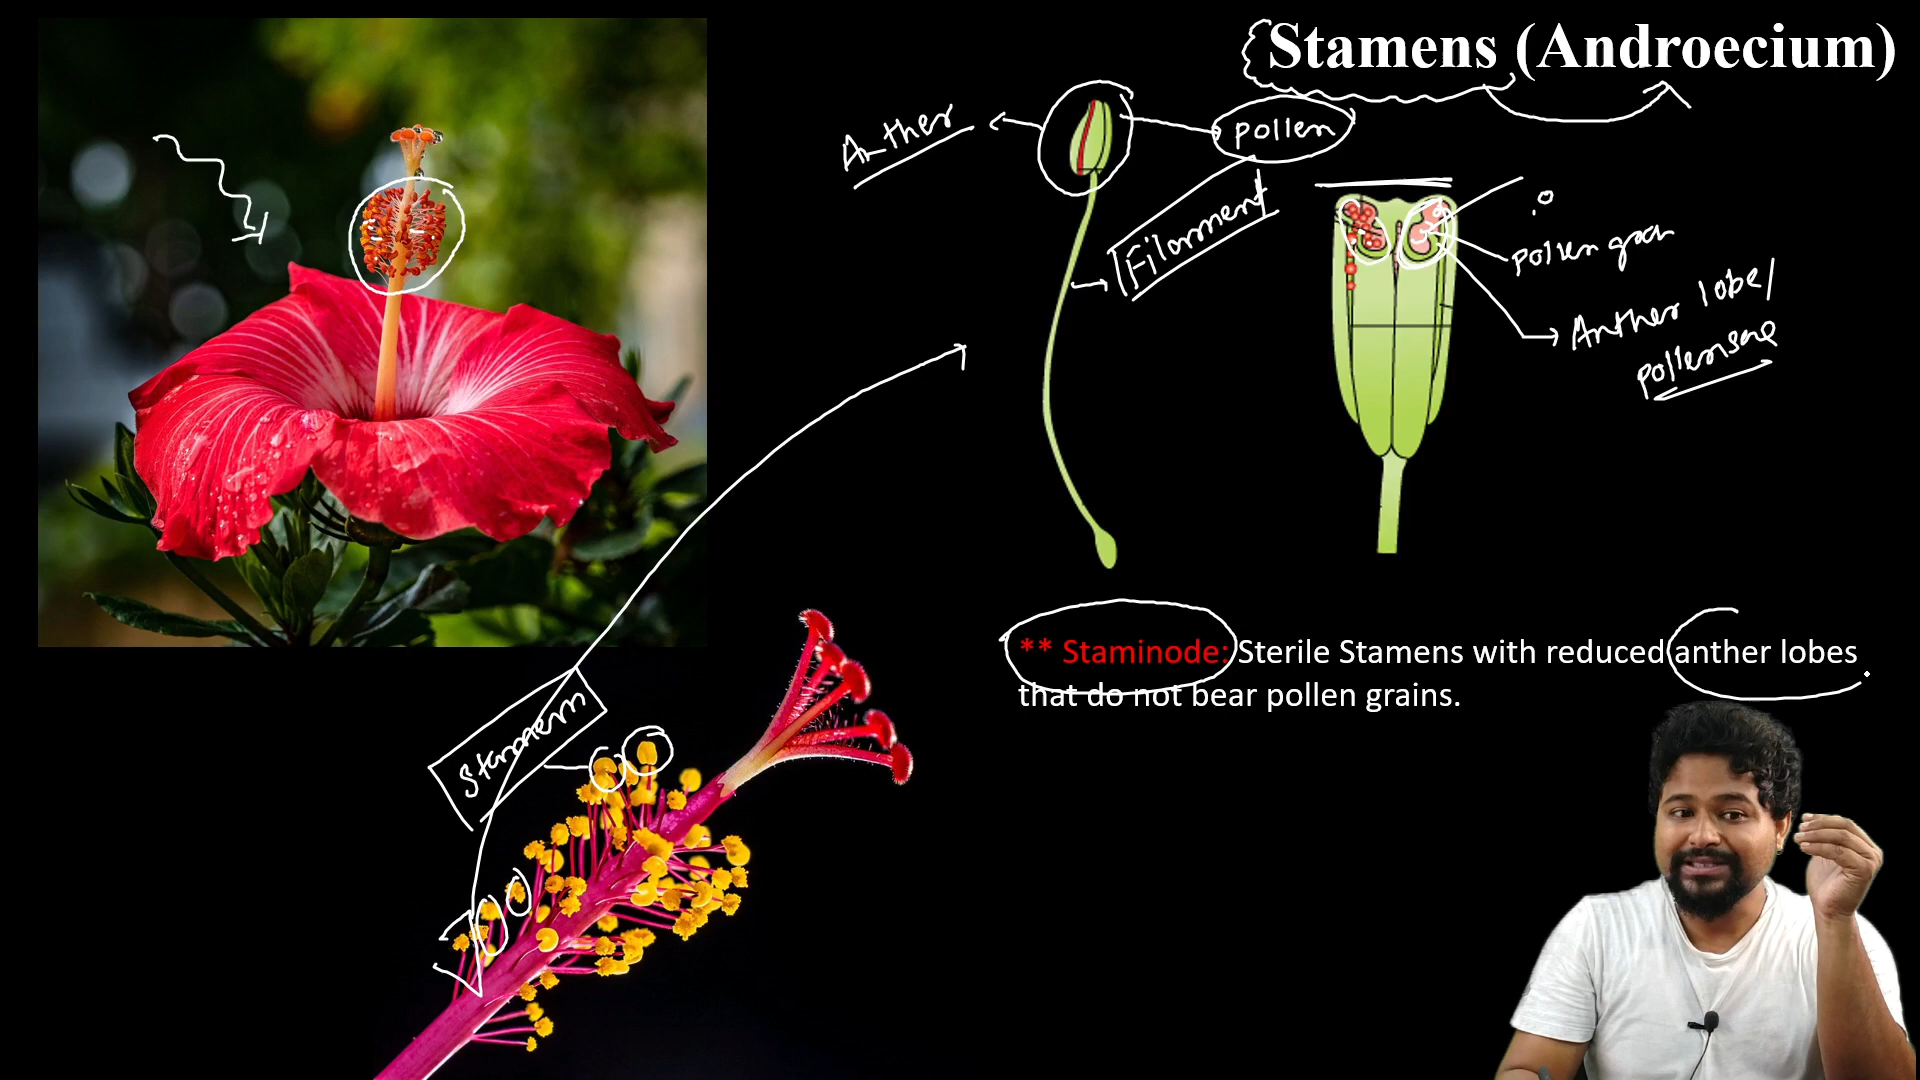 Stamens (Androecium)
Anther
pollen
Filament
pollen grain
Anther lobe/
pollensac
** Staminode: Sterile Stamens with reduced anther lobes
that do not bear pollen grains.